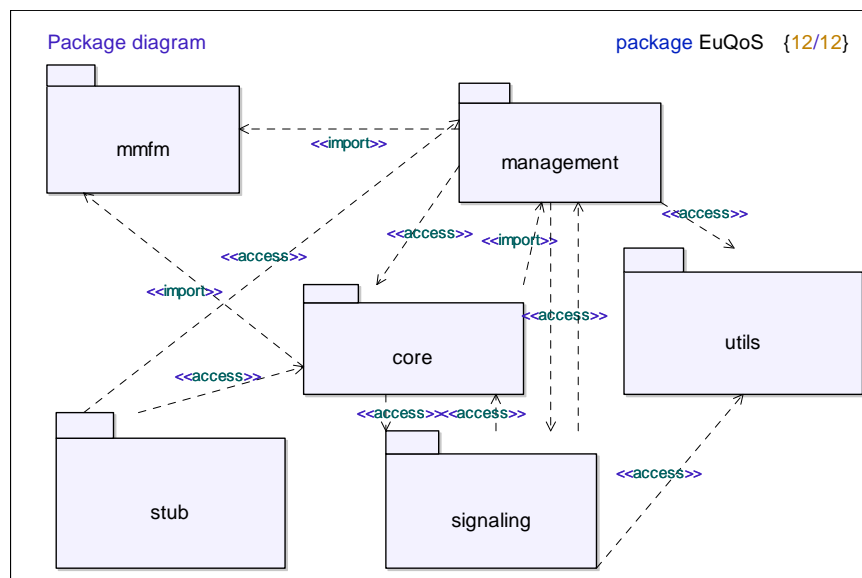 Package diagram
package EuQoS {12/12}
mmfm
<<import>>
management
<<access>>
<<access>>
<<import>>
<<access>>
<<import>>
<<access>>
utils
core
<<access>>
<<access>><<access>>
<<access>>
stub
signaling